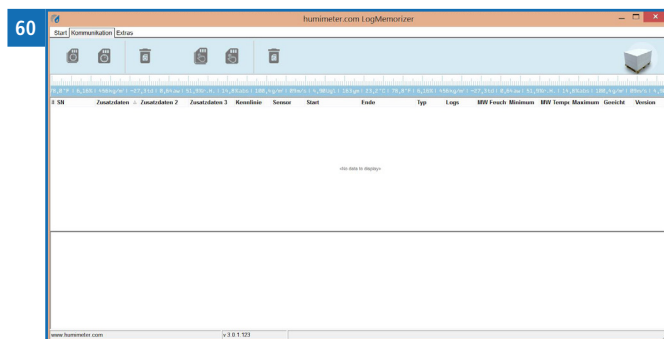 60
humimeter.com LogMemorizer
Start Kommunikation Extras
# SN Zusatzdaten Zusatzdaten 2 Zusatzdaten 3 Kennlinie Sensor Start Ende Typ Logs MW Feuch Minimum MW Tempe Maximum Geeicht Version
<No data to display>
www.humimeter.com v 3.0.1.123